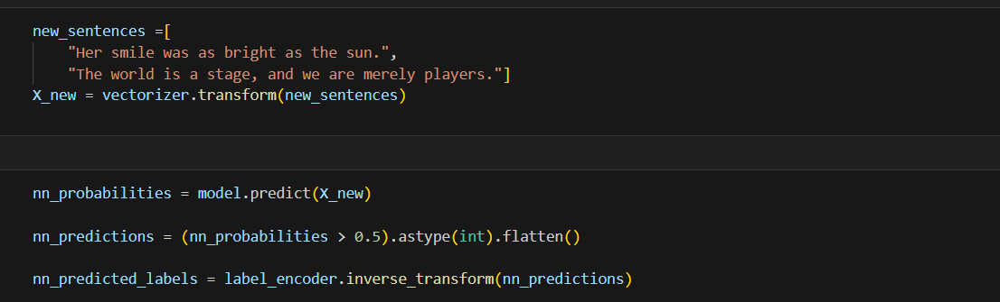 new_sentences =[
    "Her smile was as bright as the sun.",
    "The world is a stage, and we are merely players."]
X_new = vectorizer.transform(new_sentences)
nn_probabilities = model.predict(X_new)
nn_predictions = (nn_probabilities > 0.5).astype(int).flatten()
nn_predicted_labels = label_encoder.inverse_transform(nn_predictions)